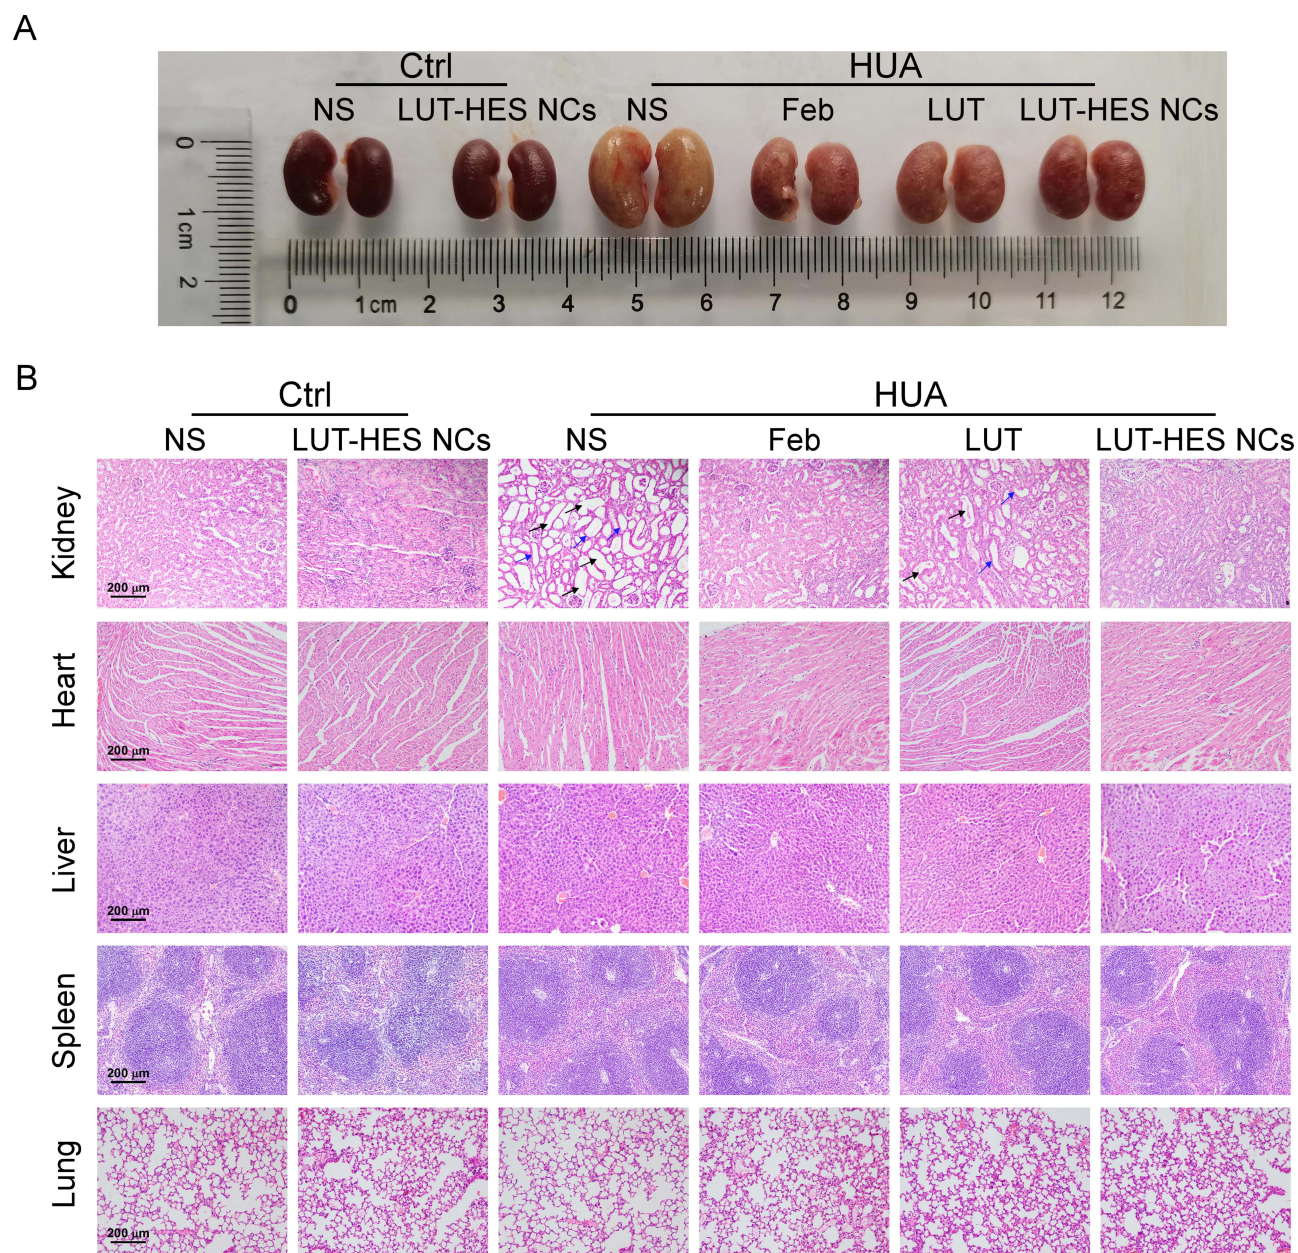 A
Ctrl HUA
NS LUT-HES NCs NS Feb LUT LUT-HES NCs
0
1cm
2
0 1 cm 2 3 4 5 6 7 8 9 10 11 12
B
Ctrl HUA
NS LUT-HES NCs NS Feb LUT LUT-HES NCs
Kidney
200 μm
Heart
200 μm
Liver
200 μm
Spleen
200 μm
Lung
200 μm